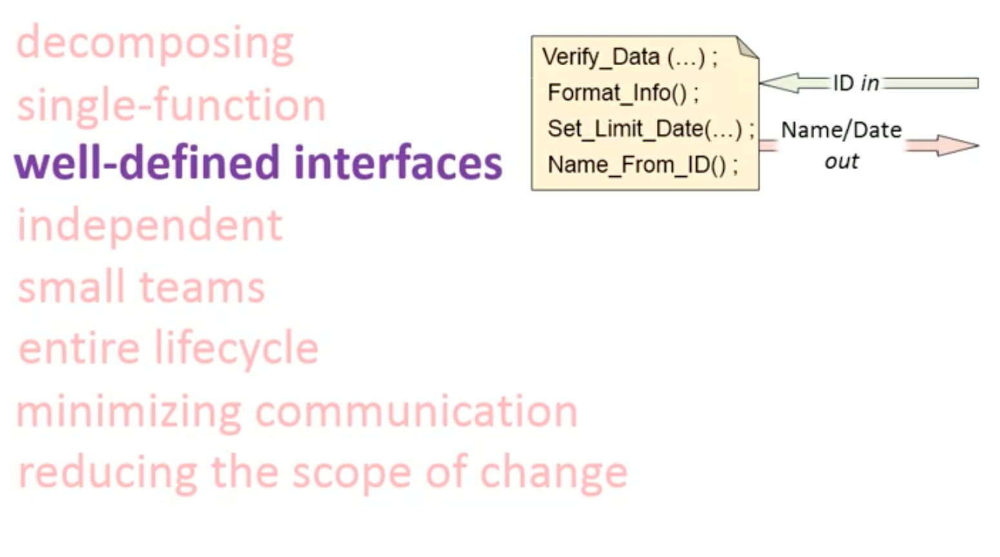 decomposing
single-function
well-defined interfaces
independent
small teams
entire lifecycle
minimizing communication
reducing the scope of change
Verify_Data (...) ;
Format_Info() ;
Set_Limit_Date(...) ;
Name_From_ID() ;
ID in
Name/Date
out